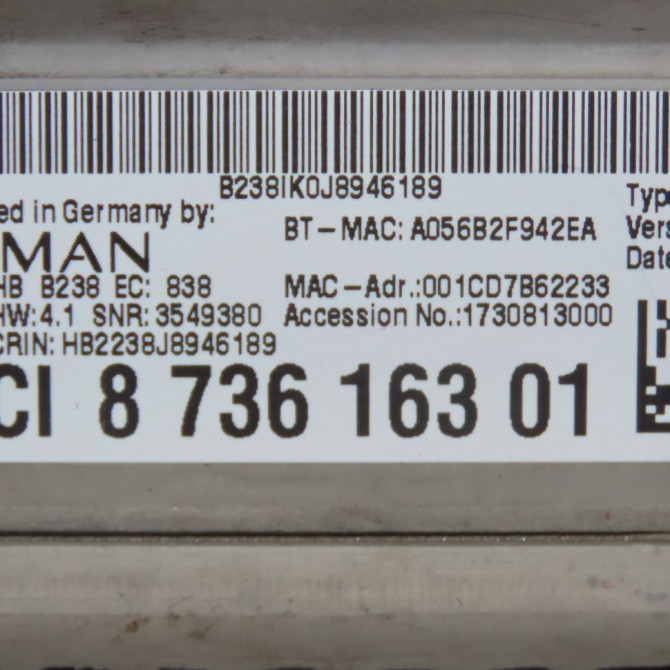 B238IK0J8946189
ed in Germany by:
MAN
BT-MAC: A056B2F942EA
Type
Vers
Date
HB B238 EC: 838
MAC-Adr.:001CD7B62233
HW:4.1 SNR:3549380
Accession No.:1730813000
CRIN: HB2238J8946189
CI 8 736 163 01